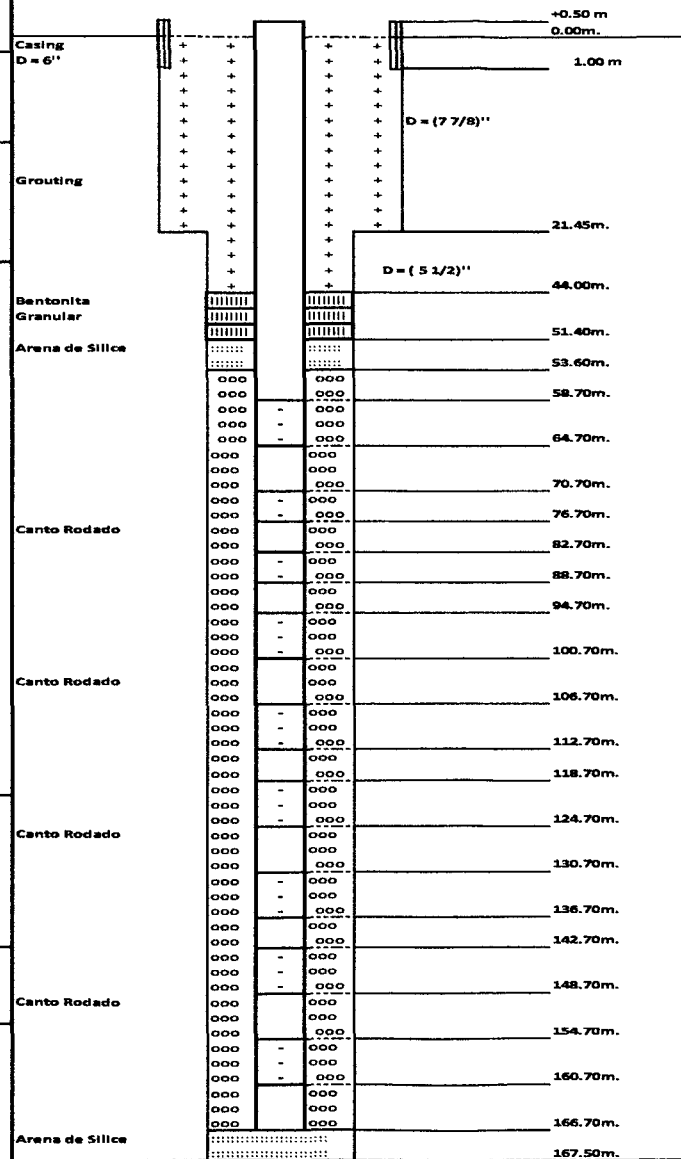 +0.50 m
0.00m.
Casing
D = 6''
1.00 m
D = (7 7/8)''
Grouting
21.45m.
D = ( 5 1/2)''
44.00m.
Bentonita
Granular
51.40m.
Arena de Silice
53.60m.
58.70m.
64.70m.
70.70m.
76.70m.
Canto Rodado
82.70m.
88.70m.
94.70m.
100.70m.
Canto Rodado
106.70m.
112.70m.
118.70m.
124.70m.
Canto Rodado
130.70m.
136.70m.
142.70m.
148.70m.
Canto Rodado
154.70m.
160.70m.
166.70m.
Arena de Silice
167.50m.